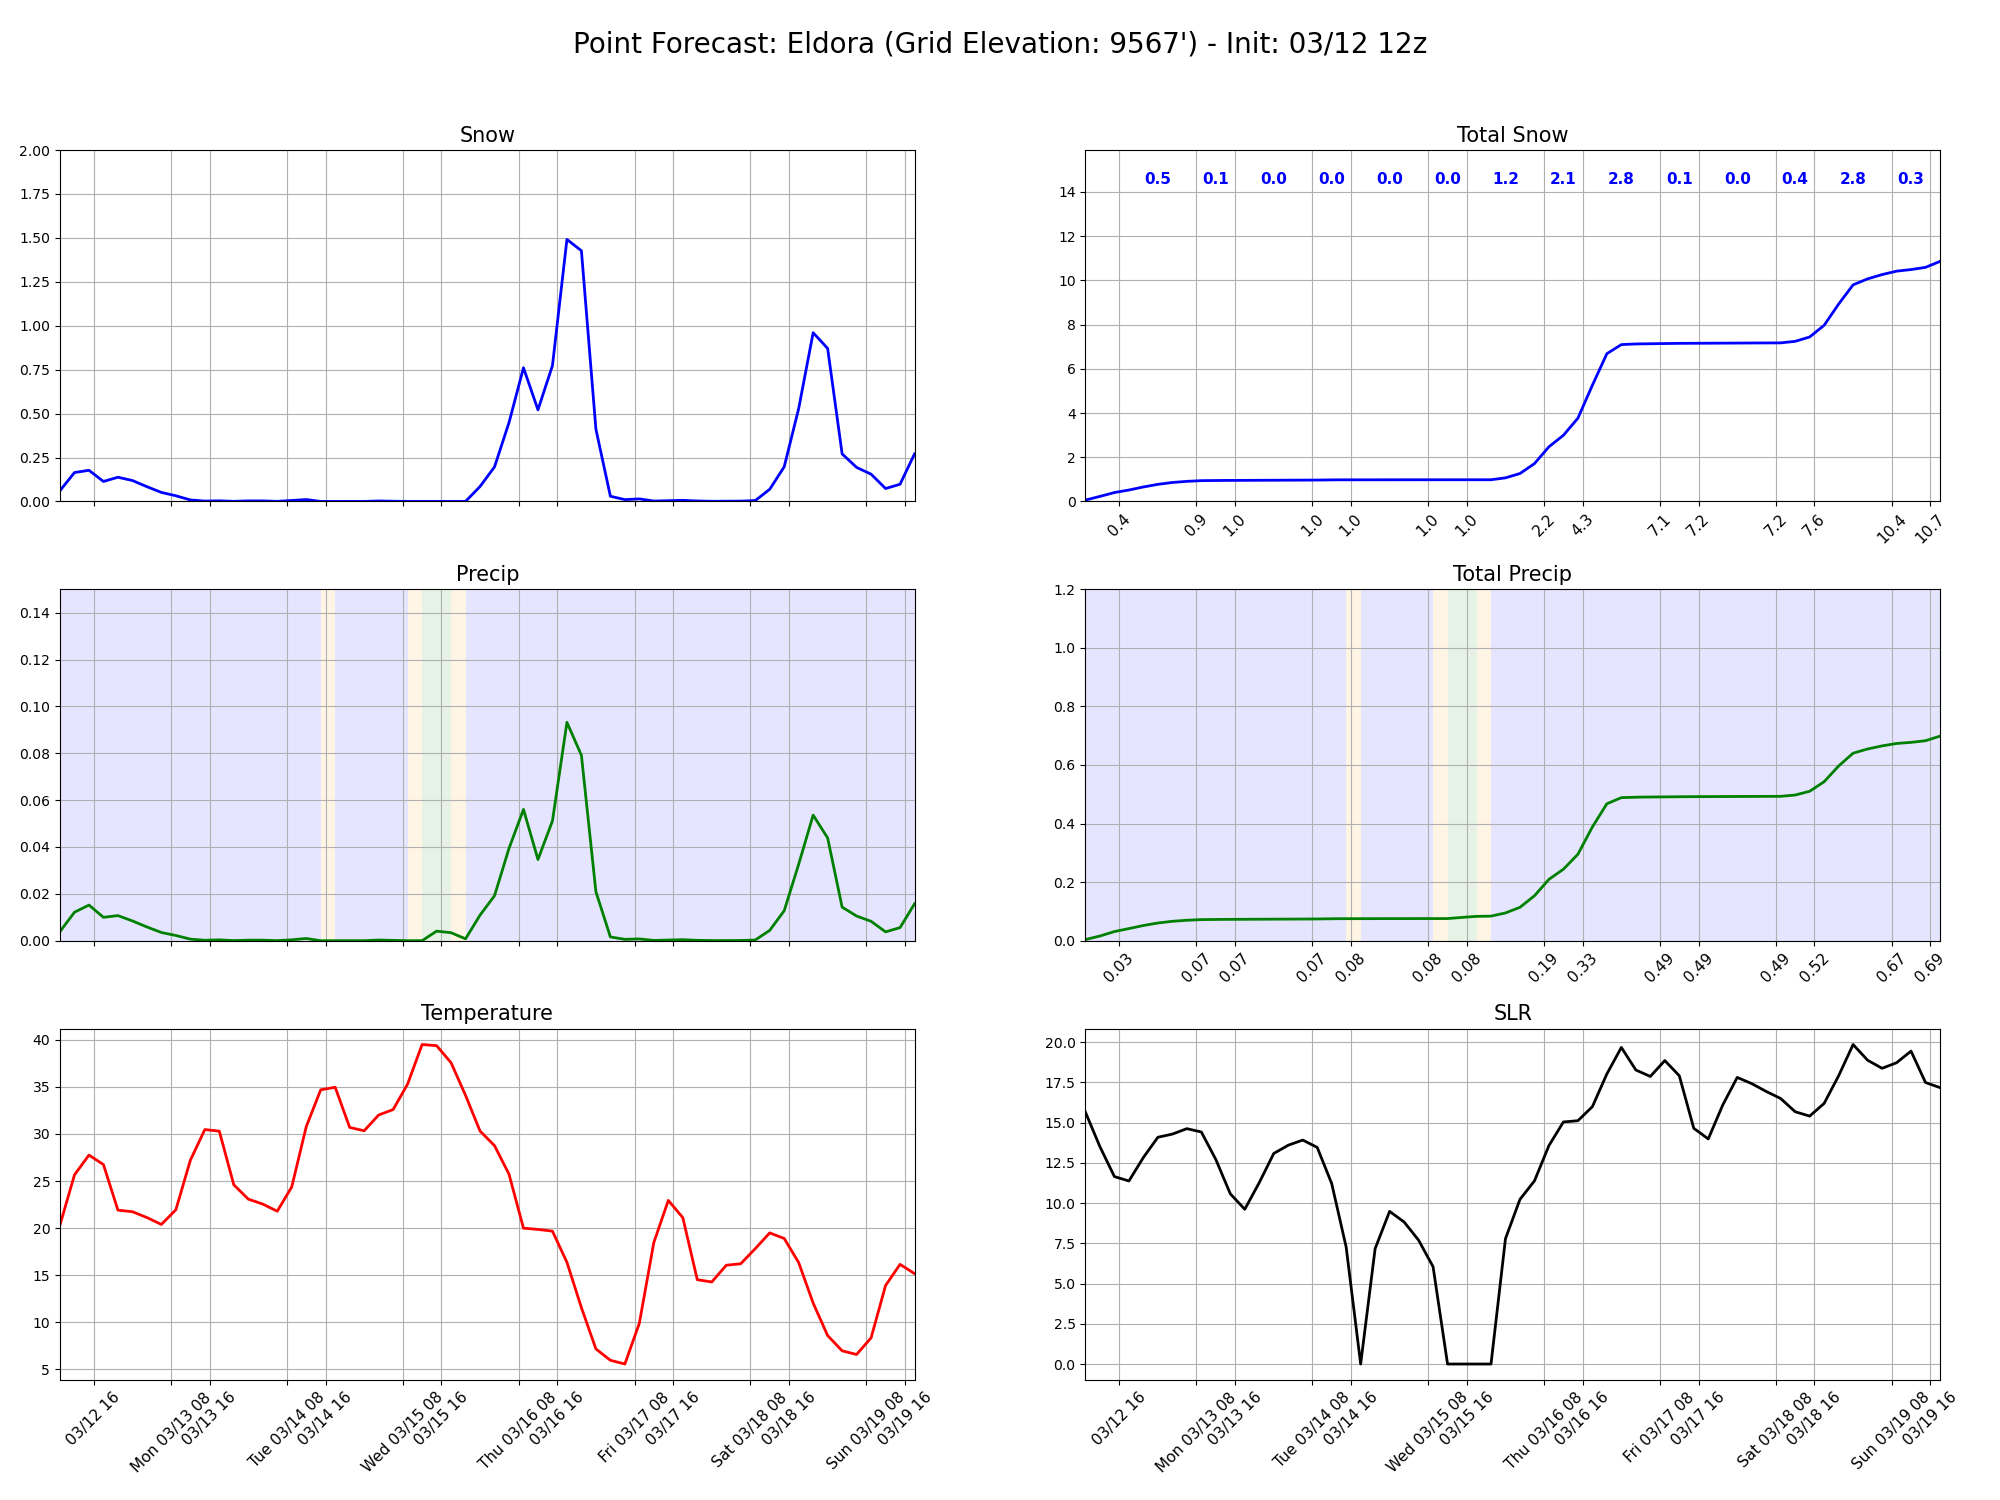 Point Forecast: Eldora (Grid Elevation: 9567') - Init: 03/12 12z
Snow
2.00
1.75
1.50
1.25
1.00
0.75
0.50
0.25
0.00
Total Snow
0.5 0.1 0.0 0.0 0.0 0.0 1.2 2.1 2.8 0.1 0.0 0.4 2.8 0.3
14
12
10
8
6
4
2
0
0.4 0.9 1.0 1.0 1.0 1.0 1.0 2.2 4.3 7.1 7.2 7.2 7.6 10.4 10.7
Precip
0.14
0.12
0.10
0.08
0.06
0.04
0.02
0.00
Total Precip
1.2
1.0
0.8
0.6
0.4
0.2
0.0
0.03 0.07 0.07 0.07 0.08 0.08 0.08 0.19 0.33 0.49 0.49 0.49 0.52 0.67 0.69
Temperature
40
35
30
25
20
15
10
5
03/12 16
Mon 03/13 08
03/13 16
Tue 03/14 08
03/14 16
Wed 03/15 08
03/15 16
Thu 03/16 08
03/16 16
Fri 03/17 08
03/17 16
Sat 03/18 08
03/18 16
Sun 03/19 08
03/19 16
SLR
20.0
17.5
15.0
12.5
10.0
7.5
5.0
2.5
0.0
03/12 16
Mon 03/13 08
03/13 16
Tue 03/14 08
03/14 16
Wed 03/15 08
03/15 16
Thu 03/16 08
03/16 16
Fri 03/17 08
03/17 16
Sat 03/18 08
03/18 16
Sun 03/19 08
03/19 16